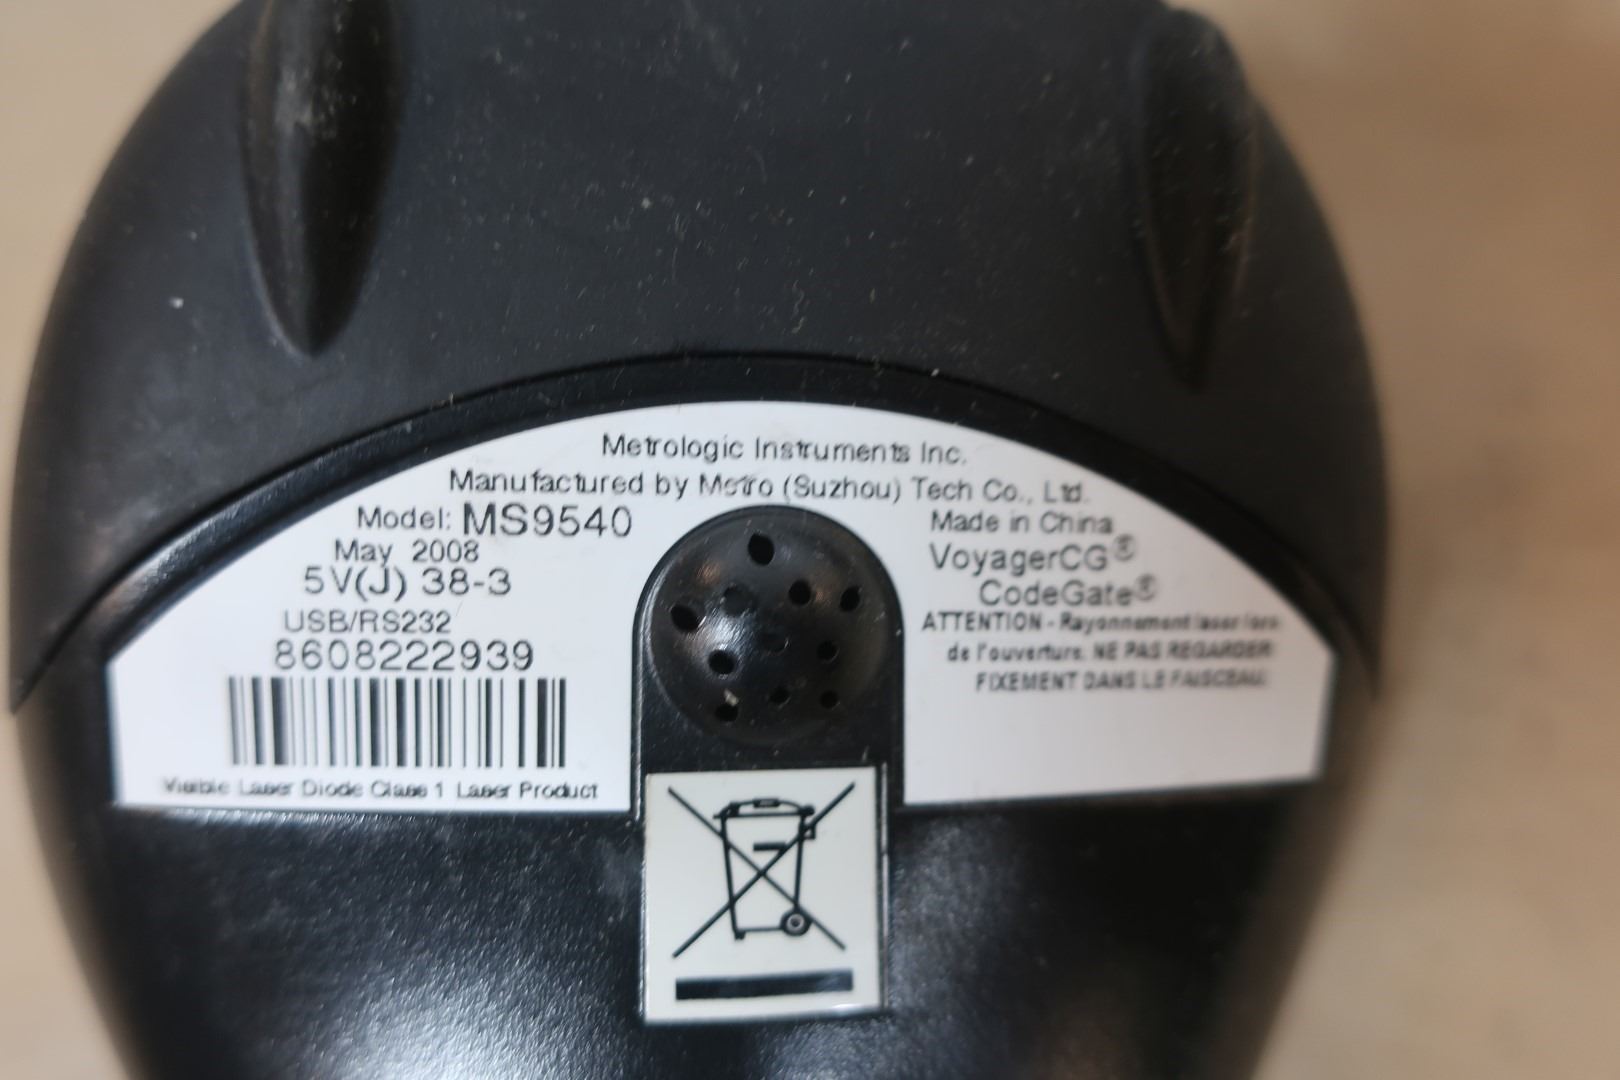 Metrologic Instruments Inc.
Manufactured by Metro (Suzhou) Tech Co., Ltd.
Model: MS9540
May 2008
5V(J) 38-3
USB/RS232
8608222939
Visible Laser Diode Class 1 Laser Product
Made in China
VoyagerCG®
CodeGate®
ATTENTION - Rayonnement laser lors
de l'ouverture. NE PAS REGARDER
FIXEMENT DANS LE FAISCEAU